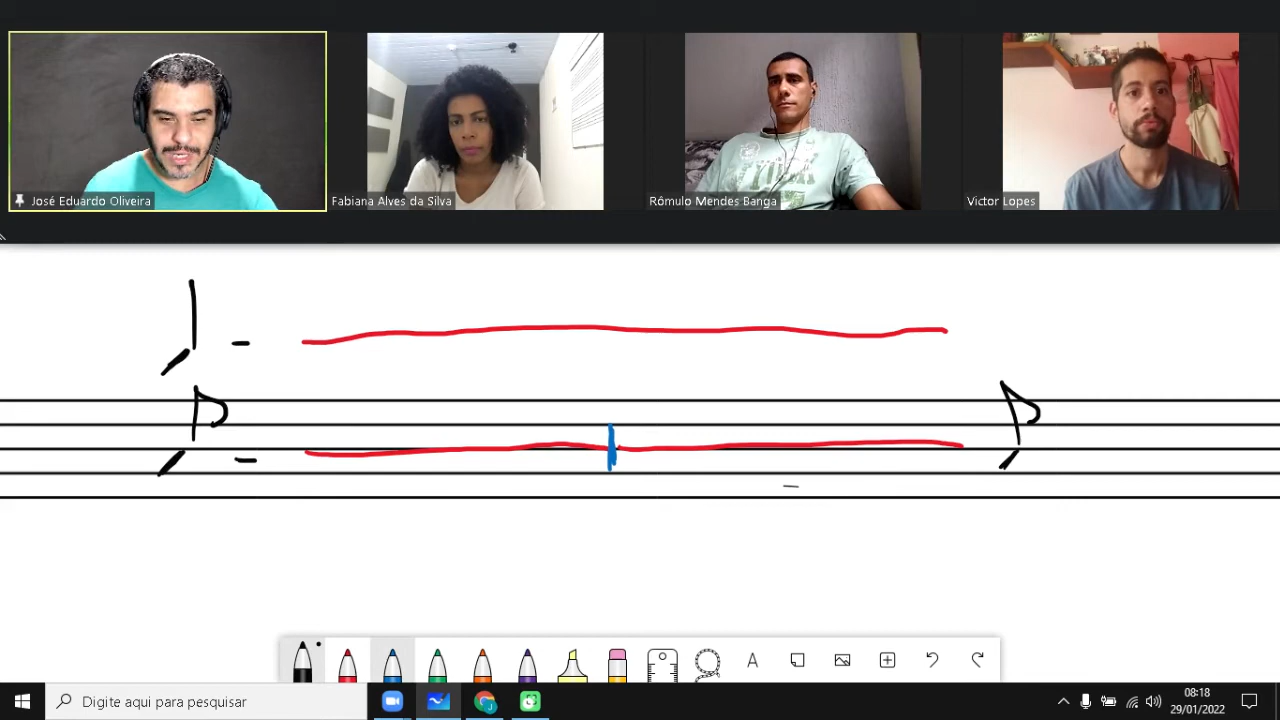 José Eduardo Oliveira
Fabiana Alves da Silva
Rômulo Mendes Banga
Victor Lopes
A
Digite aqui para pesquisar
08:18
29/01/2022